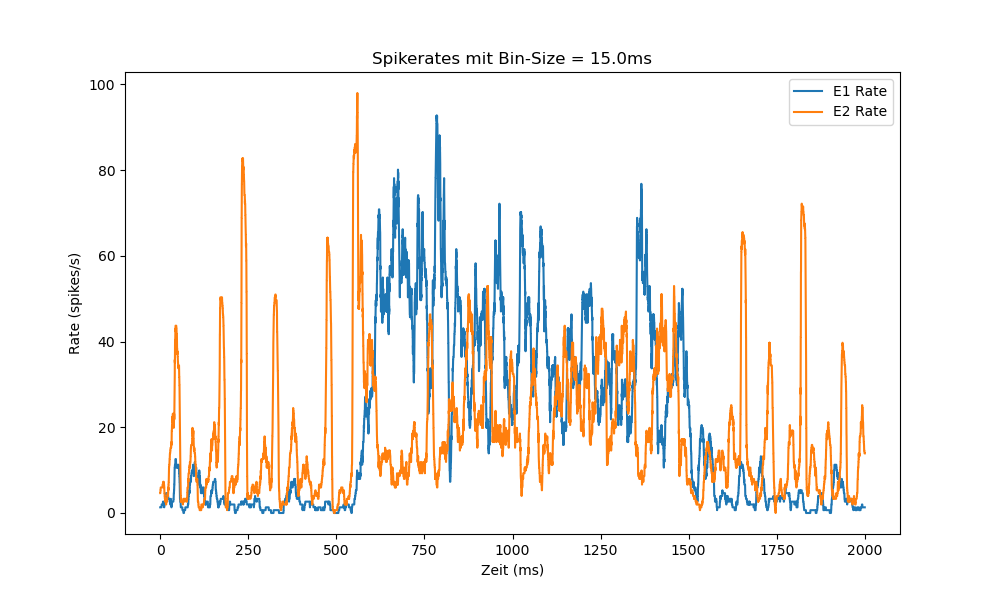 Spikerates mit Bin-Size = 15.0ms
E1 Rate
E2 Rate
Rate (spikes/s)
100
80
60
40
20
0
0 250 500 750 1000 1250 1500 1750 2000
Zeit (ms)